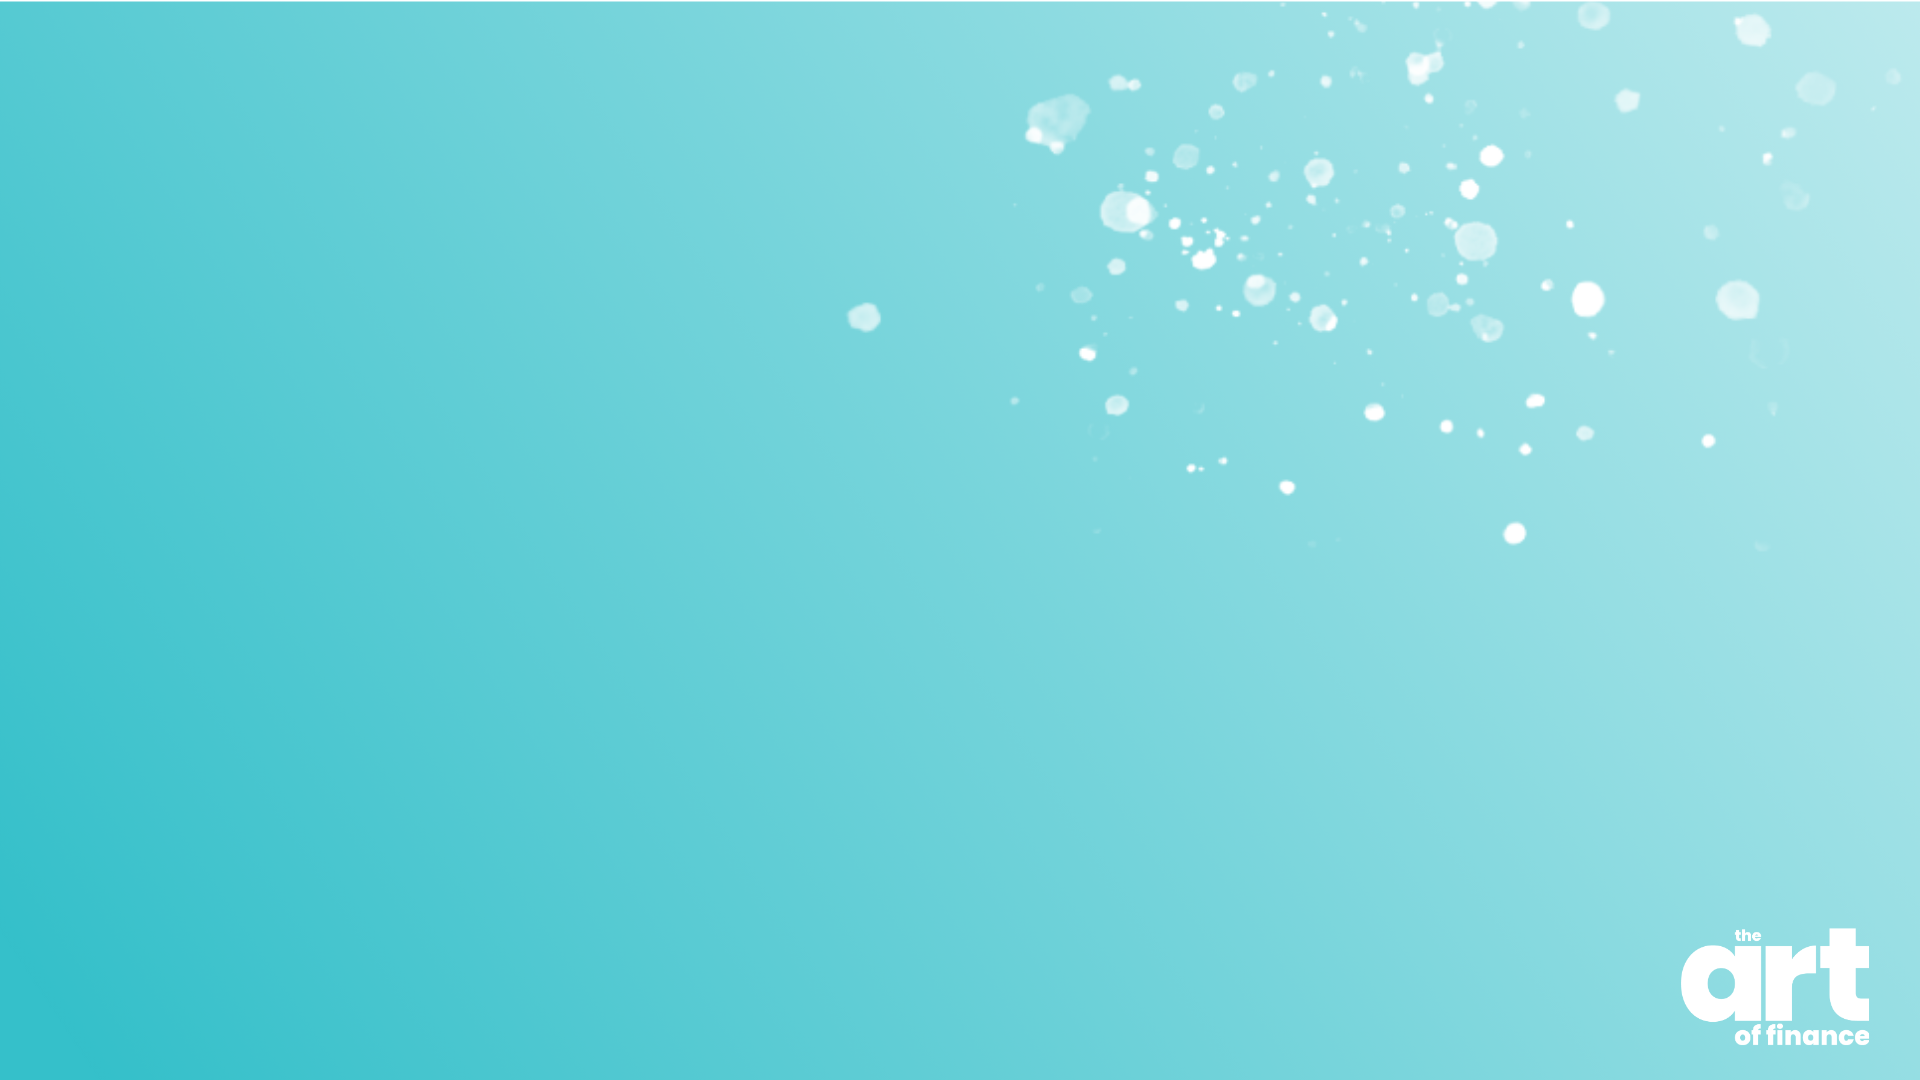 the
art
of finance